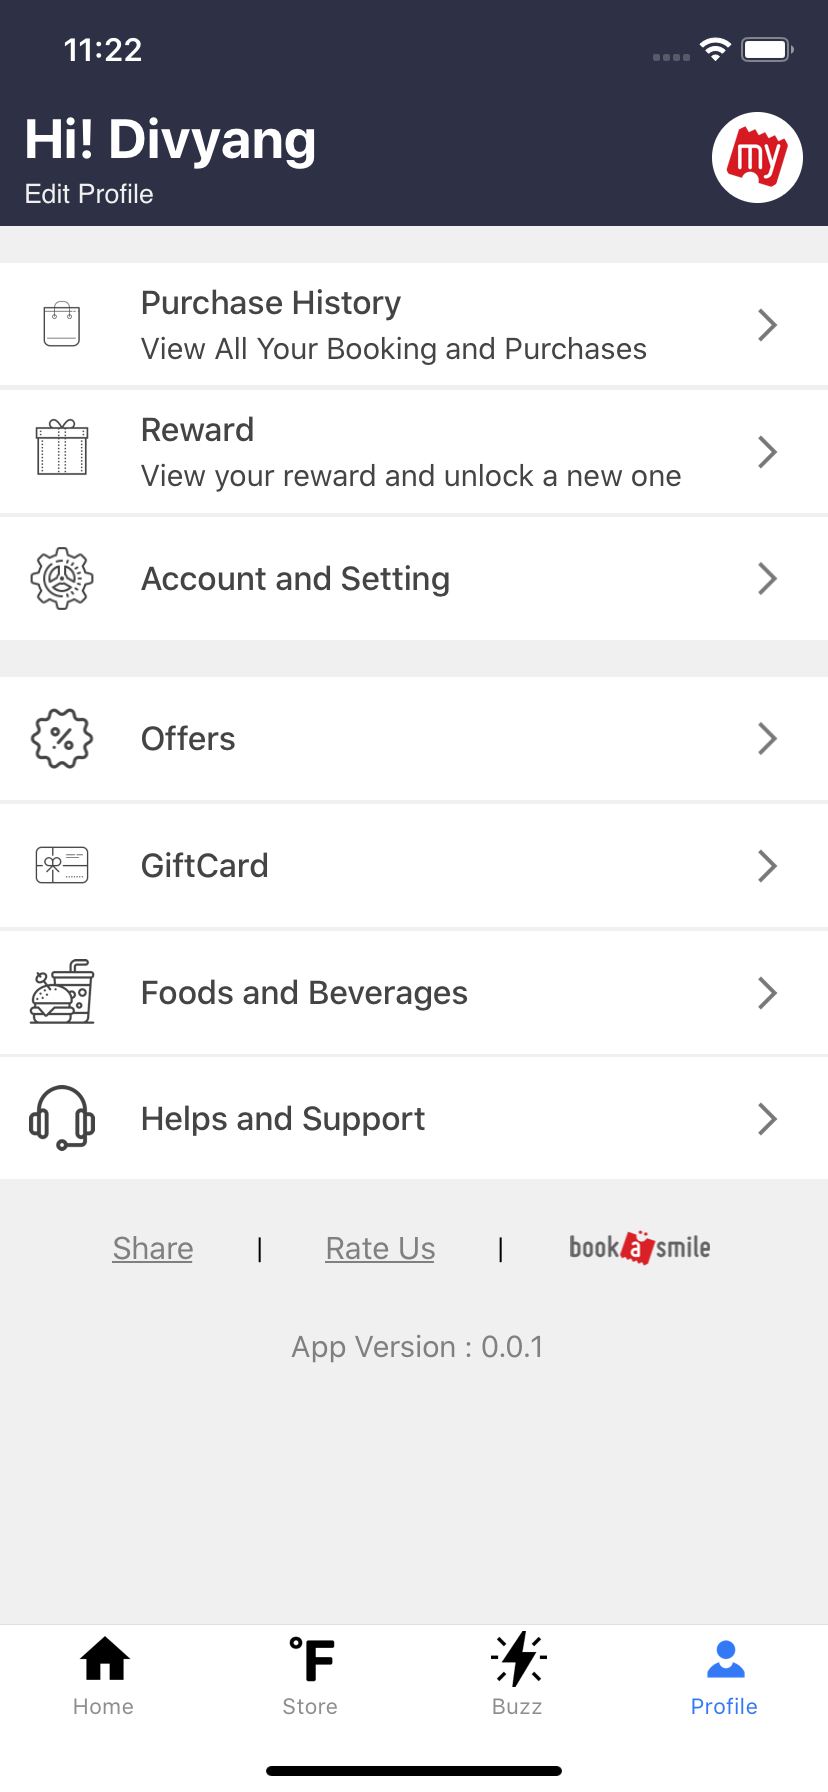 11:22
Hi! Divyang
Edit Profile
my
Purchase History
View All Your Booking and Purchases
Reward
View your reward and unlock a new one
Account and Setting
Offers
GiftCard
Foods and Beverages
Helps and Support
Share | Rate Us | book a smile
App Version : 0.0.1
°F
Home Store Buzz Profile